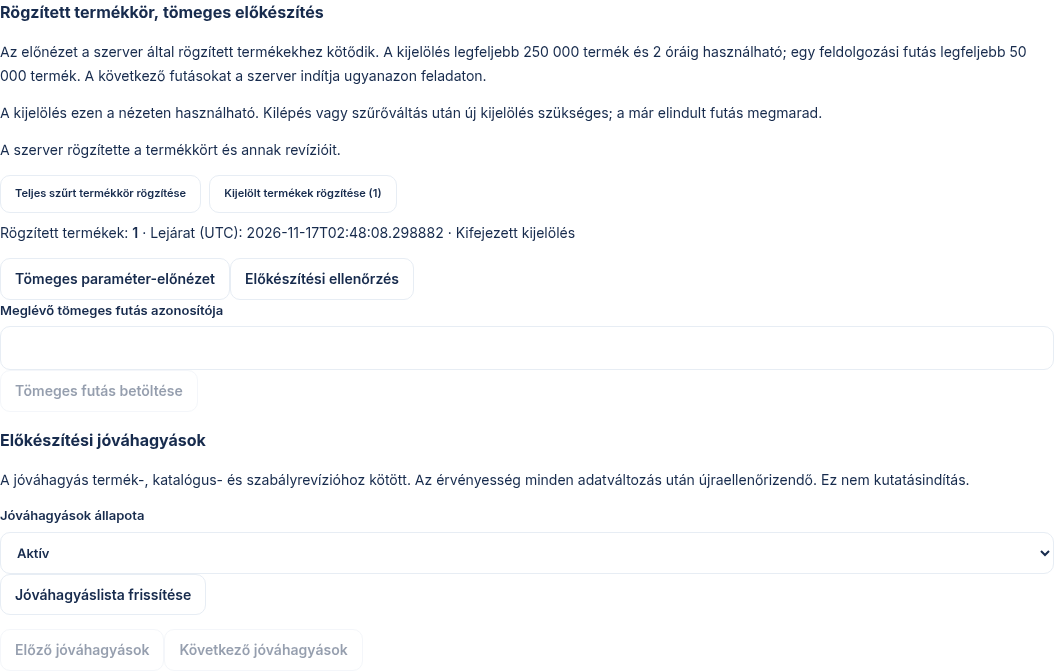 Rögzített termékkör, tömeges előkészítés
Az előnézet a szerver által rögzített termékekhez kötődik. A kijelölés legfeljebb 250 000 termék és 2 óráig használható; egy feldolgozási futás legfeljebb 50
000 termék. A következő futásokat a szerver indítja ugyanazon feladaton.
A kijelölés ezen a nézeten használható. Kilépés vagy szűrőváltás után új kijelölés szükséges; a már elindult futás megmarad.
A szerver rögzítette a termékkört és annak revízióit.
Teljes szűrt termékkör rögzítése
Kijelölt termékek rögzítése (1)
Rögzített termékek: 1 · Lejárat (UTC): 2026-11-17T02:48:08.298882 · Kifejezett kijelölés
Tömeges paraméter-előnézet
Előkészítési ellenőrzés
Meglévő tömeges futás azonosítója
Tömeges futás betöltése
Előkészítési jóváhagyások
A jóváhagyás termék-, katalógus- és szabályrevízióhoz kötött. Az érvényesség minden adatváltozás után újraellenőrizendő. Ez nem kutatásindítás.
Jóváhagyások állapota
Aktív
Jóváhagyáslista frissítése
Előző jóváhagyások
Következő jóváhagyások